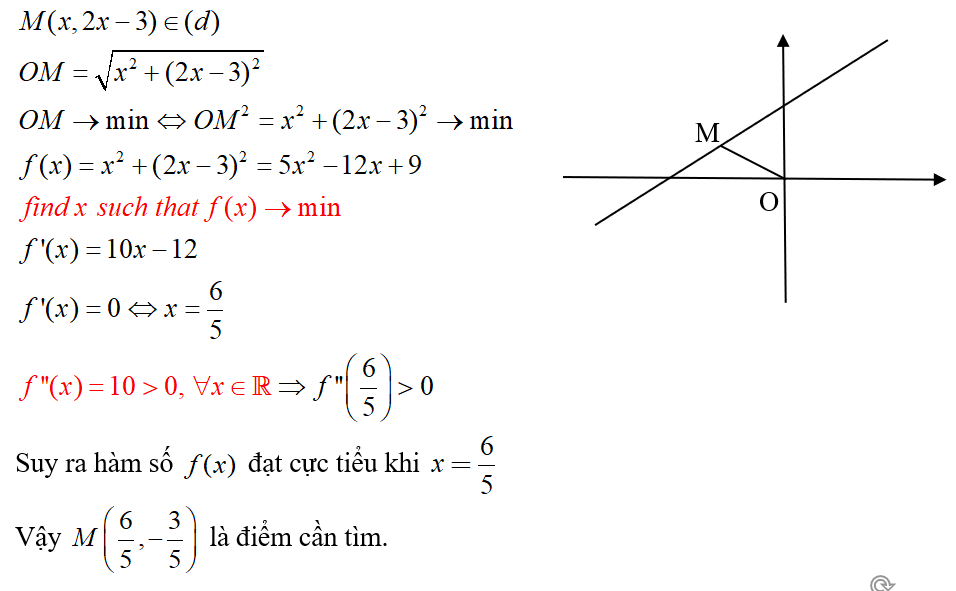 M(x, 2x − 3) ∈ (d)
OM = √(x² + (2x − 3)²)
OM → min ⇔ OM² = x² + (2x − 3)² → min
f(x) = x² + (2x − 3)² = 5x² − 12x + 9
find x such that f(x) → min
f'(x) = 10x − 12
f'(x) = 0 ⇔ x = 6/5
f''(x) = 10 > 0, ∀x ∈ ℝ ⇒ f''(6/5) > 0
Suy ra hàm số f(x) đạt cực tiểu khi x = 6/5
Vậy M(6/5, −3/5) là điểm cần tìm.
M
O